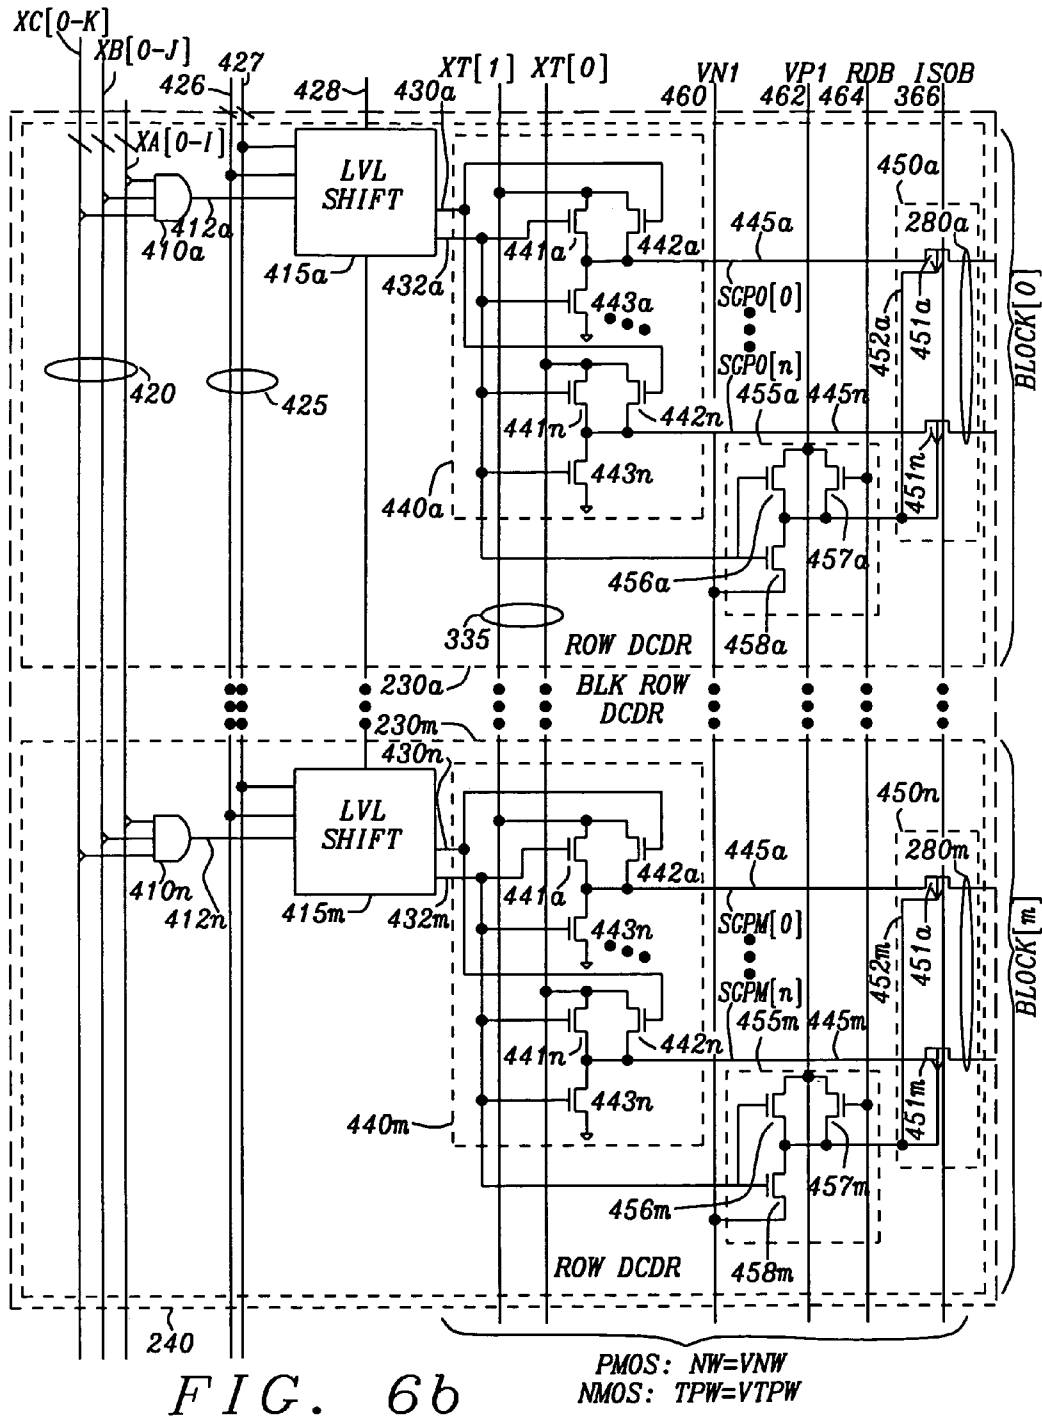 XC[0-K]
XB[0-J]
427
426
428
XT[1]
XT[0]
430a
VN1
VP1
RDB
ISOB
460
462
464
366
XA[0-I]
LVL
SHIFT
450a
412a
410a
415a
432a
441a
442a
445a
280a
SGP0[0]
443a
452a
451a
BLOCK[0]
420
425
SGP0[n]
455a
445n
441n
442n
443n
451n
440a
456a
457a
335
ROW DCDR
458a
230a
BLK ROW
DCDR
230m
430n
LVL
SHIFT
450n
410n
412n
415m
432m
441a
442a
445a
280m
SGPM[0]
443n
452m
451a
BLOCK[m]
SGPM[n]
455m
445m
441n
442n
443n
451m
440m
456m
457m
ROW DCDR
458m
240
PMOS: NW=VNW
NMOS: TPW=VTPW
FIG. 6b